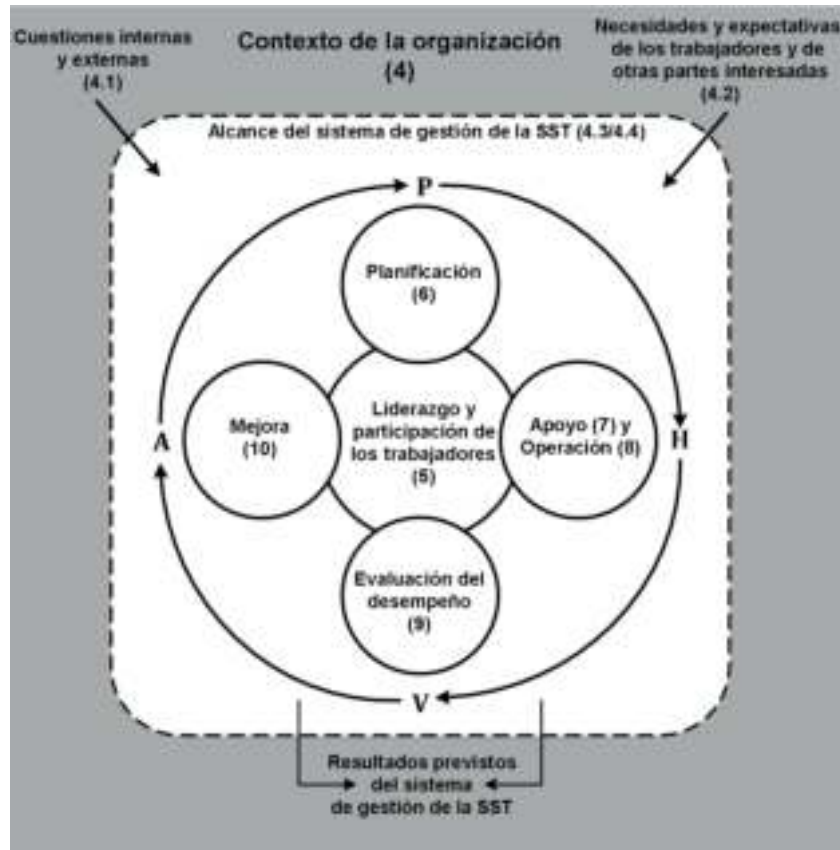 Cuestiones internas
y externas
(4.1)
Contexto de la organización
(4)
Necesidades y expectativas
de los trabajadores y de
otras partes interesadas
(4.2)
Alcance del sistema de gestión de la SST (4.3/4.4)
P
Planificación
(6)
A
Mejora
(10)
Liderazgo y
participación de
los trabajadores
(5)
Apoyo (7) y
Operación (8)
H
Evaluación del
desempeño
(9)
V
Resultados previstos
del sistema
de gestión de la SST